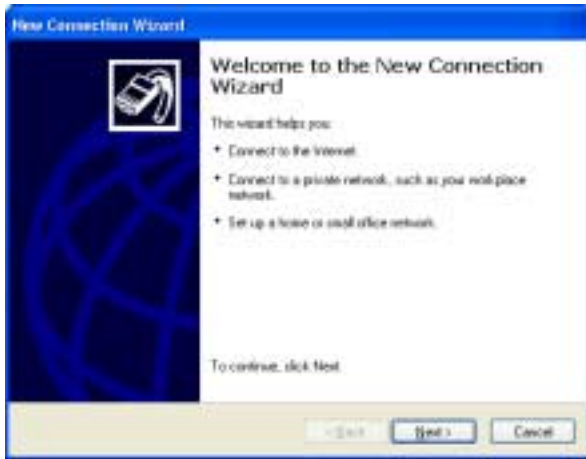 New Connection Wizard
Welcome to the New Connection
Wizard
This wizard helps you:
• Connect to the Internet.
• Connect to a private network, such as your workplace
network.
• Set up a home or small office network.
To continue, click Next.
< Back
Next >
Cancel